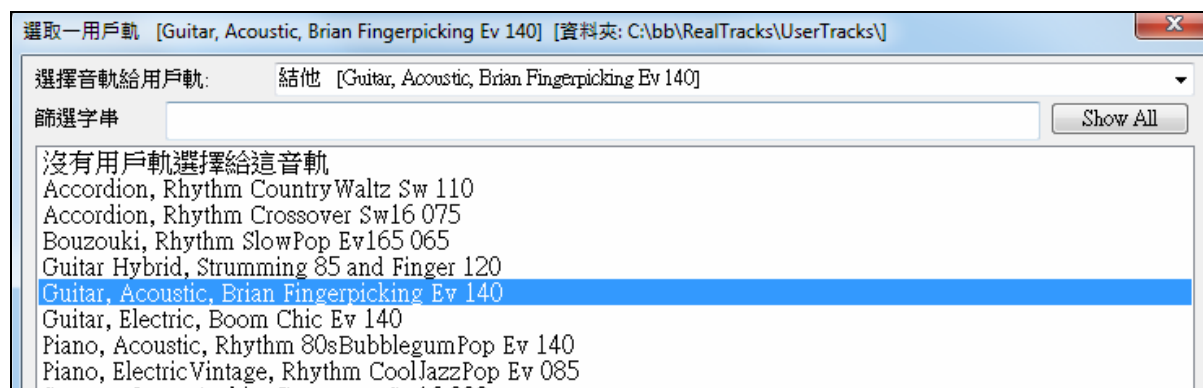 選取一用戶軌 [Guitar, Acoustic, Brian Fingerpicking Ev 140] [資料夾: C:\bb\RealTracks\UserTracks\]
選擇音軌給用戶軌: 結他 [Guitar, Acoustic, Brian Fingerpicking Ev 140]
篩選字串 Show All
沒有用戶軌選擇給這音軌
Accordion, Rhythm CountryWaltz Sw 110
Accordion, Rhythm Crossover Sw16 075
Bouzouki, Rhythm SlowPop Ev165 065
Guitar Hybrid, Strumming 85 and Finger 120
Guitar, Acoustic, Brian Fingerpicking Ev 140
Guitar, Electric, Boom Chic Ev 140
Piano, Acoustic, Rhythm 80sBubblegumPop Ev 140
Piano, ElectricVintage, Rhythm CoolJazzPop Ev 085